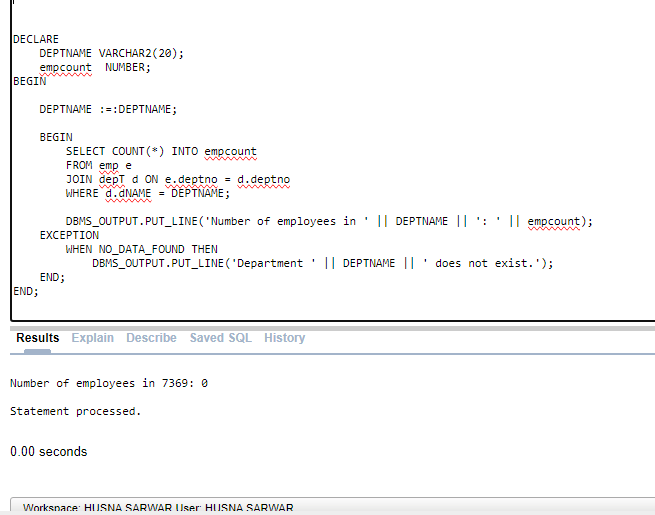 DECLARE
DEPTNAME VARCHAR2(20);
empcount NUMBER;
BEGIN
DEPTNAME :=:DEPTNAME;
BEGIN
SELECT COUNT(*) INTO empcount
FROM emp e
JOIN depT d ON e.deptno = d.deptno
WHERE d.dNAME = DEPTNAME;
DBMS_OUTPUT.PUT_LINE('Number of employees in ' || DEPTNAME || ': ' || empcount);
EXCEPTION
WHEN NO_DATA_FOUND THEN
DBMS_OUTPUT.PUT_LINE('Department ' || DEPTNAME || ' does not exist.');
END;
END;
Results Explain Describe Saved SQL History
Number of employees in 7369: 0
Statement processed.
0.00 seconds
Workspace: HUSNA SARWAR User: HUSNA SARWAR